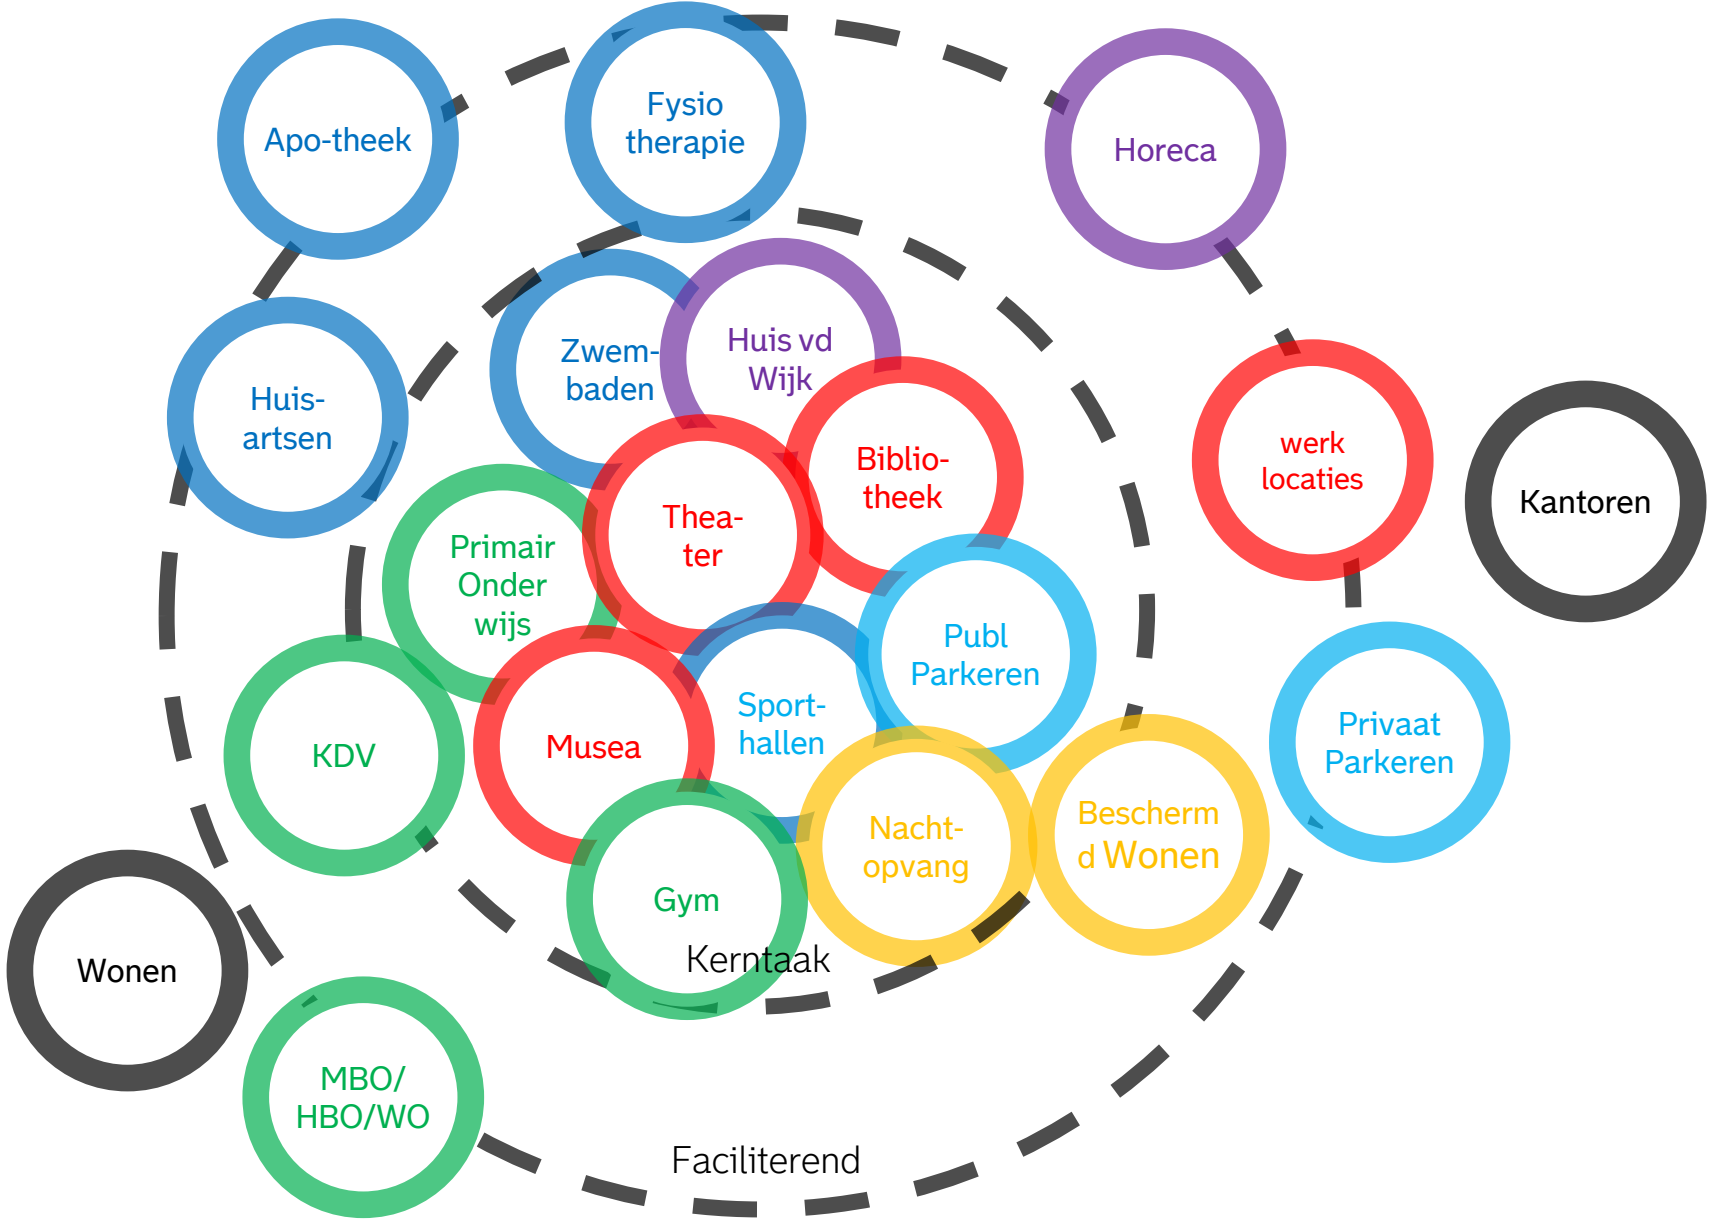 Apo-theek
Fysio
therapie
Horeca
Huis-
artsen
Zwem-
baden
Huis vd
Wijk
Biblio-
theek
werk
locaties
Kantoren
Thea-
ter
Primair
Onder
wijs
Publ
Parkeren
Sport-
hallen
Privaat
Parkeren
KDV
Musea
Nacht-
opvang
Bescherm
d Wonen
Gym
Kerntaak
Wonen
MBO/
HBO/WO
Faciliterend